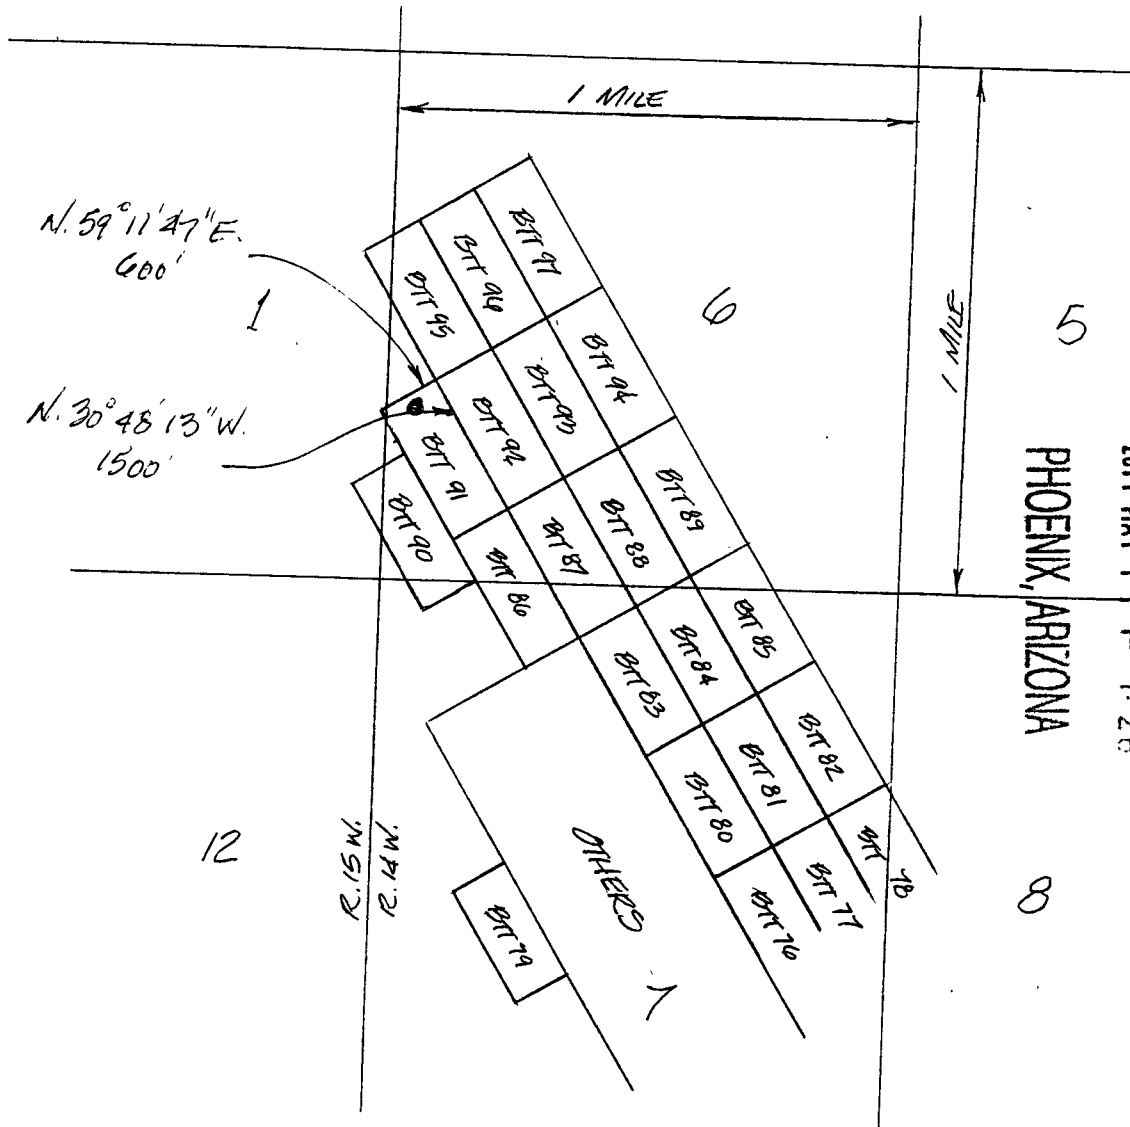 1 MILE
N. 59° 11' 47" E.
600'
1
N. 30° 48' 13" W.
1500'
BTT 97
BTT 96
BTT 95
6
5
1 MILE
BTT 94
BTT 93
BTT 92
BTT 91
BTT 90
BTT 89
BTT 88
BTT 87
BTT 86
PHOENIX, ARIZONA
BTT 85
BTT 84
BTT 83
BTT 82
BTT 81
BTT 80
12
R. 15 W.
R. 14 W.
OTHERS
BTT 78
BTT 77
BTT 76
8
BTT 79
7